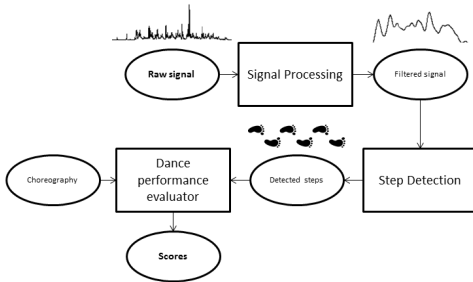 Raw signal
Signal Processing
Filtered signal
Choreography
Dance
performance
evaluator
Detected steps
Step Detection
Scores